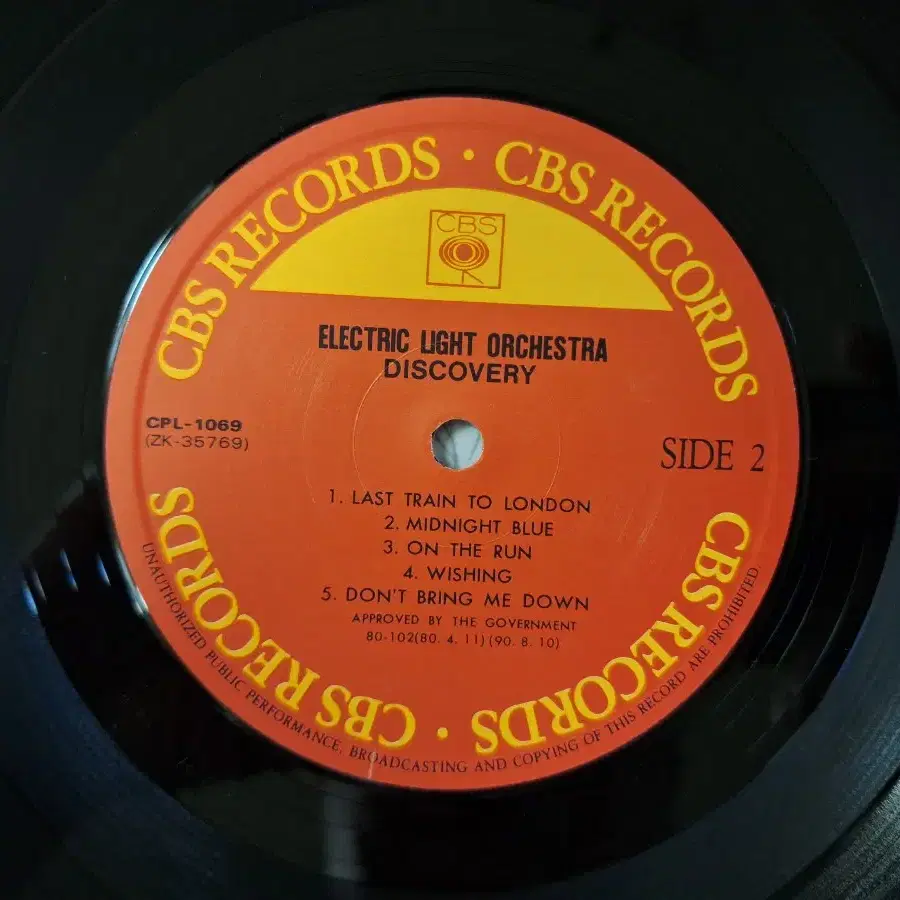 CBS RECORDS · CBS RECORDS
CBS
ELECTRIC LIGHT ORCHESTRA
DISCOVERY
CPL-1069
(ZK-35769)
SIDE 2
1. LAST TRAIN TO LONDON
2. MIDNIGHT BLUE
3. ON THE RUN
4. WISHING
5. DON'T BRING ME DOWN
APPROVED BY THE GOVERNMENT
80-102(80. 4. 11)(90. 8. 10)
CBS RECORDS · CBS RECORDS
UNAUTHORIZED PUBLIC PERFORMANCE, BROADCASTING AND COPYING OF THIS RECORD ARE PROHIBITED.